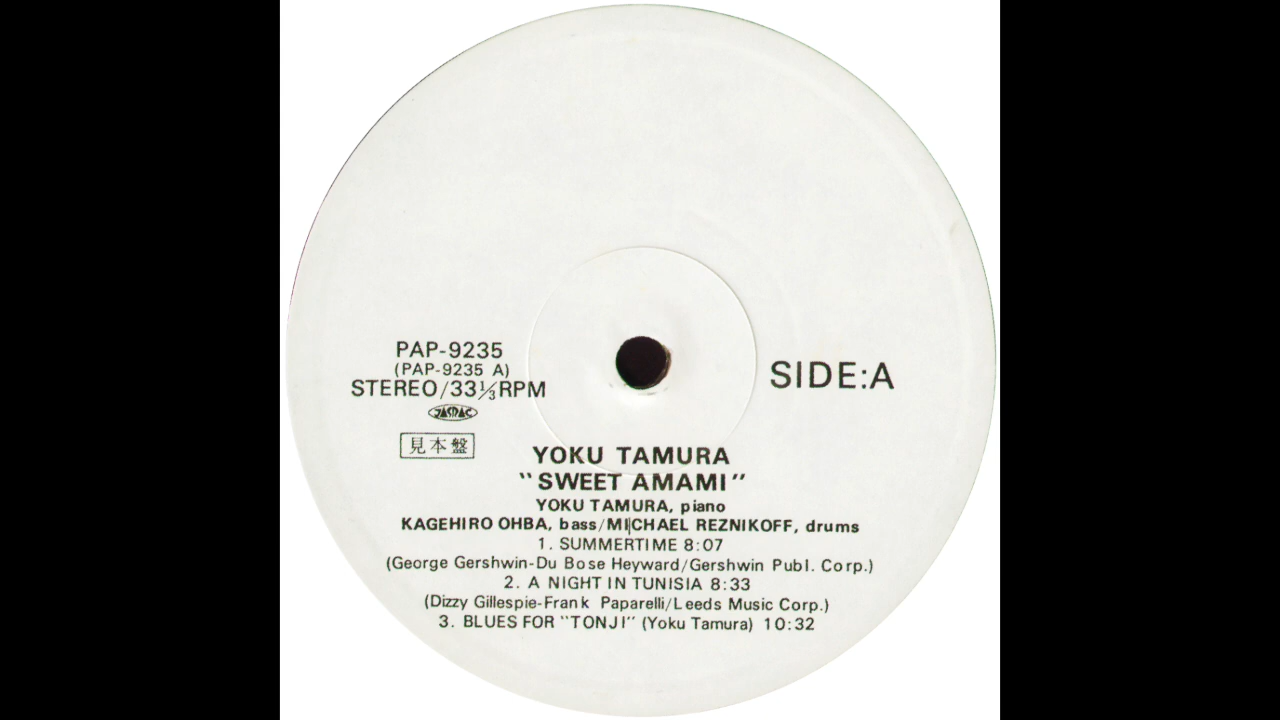 PAP-9235
(PAP-9235 A)
STEREO/33⅓RPM
JASRAC
見本盤
SIDE:A
YOKU TAMURA
"SWEET AMAMI"
YOKU TAMURA, piano
KAGEHIRO OHBA, bass/MICHAEL REZNIKOFF, drums
1. SUMMERTIME 8:07
(George Gershwin-Du Bose Heyward/Gershwin Publ. Corp.)
2. A NIGHT IN TUNISIA 8:33
(Dizzy Gillespie-Frank Paparelli/Leeds Music Corp.)
3. BLUES FOR "TONJI" (Yoku Tamura) 10:32